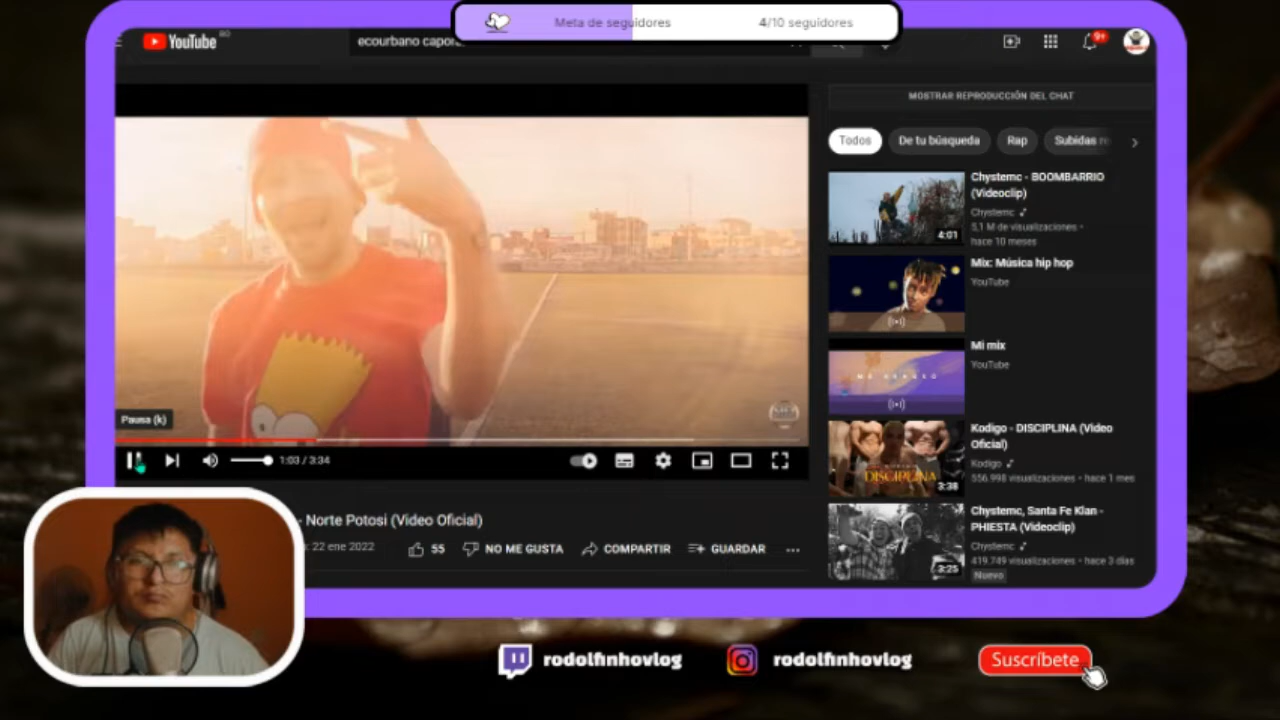 Meta de seguidores
4/10 seguidores
YouTube
BO
ecourbano capora
9+
MOSTRAR REPRODUCCIÓN DEL CHAT
Todos
De tu búsqueda
Rap
Subidas re
Chystemc - BOOMBARRIO
(Videoclip)
Chystemc
5,1 M de visualizaciones •
hace 10 meses
4:01
Mix: Música hip hop
YouTube
Mi mix
YouTube
Kodigo - DISCIPLINA (Video
Oficial)
Kodigo
556.998 visualizaciones • hace 1 mes
DISCIPLINA
3:38
Chystemc, Santa Fe Klan -
PHIESTA (Videoclip)
Chystemc
419.749 visualizaciones • hace 3 días
Nuevo
3:25
Pausa (k)
1:03 / 3:34
- Norte Potosi (Video Oficial)
22 ene 2022
55
NO ME GUSTA
COMPARTIR
GUARDAR
rodolfinhovlog
rodolfinhovlog
Suscríbete